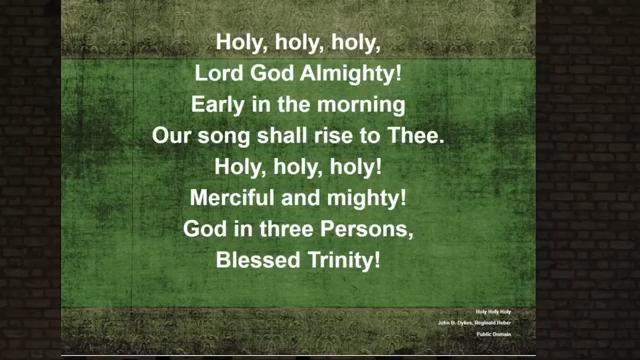 Holy, holy, holy,
Lord God Almighty!
Early in the morning
Our song shall rise to Thee.
Holy, holy, holy!
Merciful and mighty!
God in three Persons,
Blessed Trinity!
Holy Holy Holy
John B. Dykes, Reginald Heber
Public Domain